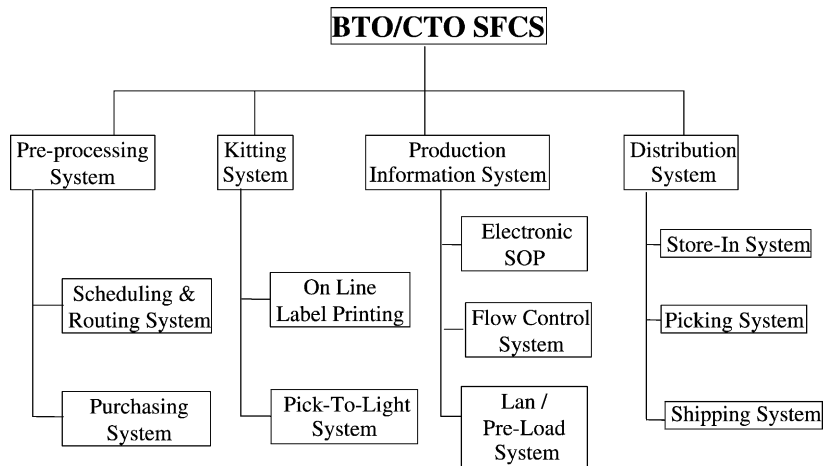 BTO/CTO SFCS
Pre-processing
System
Kitting
System
Production
Information System
Distribution
System
Scheduling &
Routing System
Purchasing
System
On Line
Label Printing
Pick-To-Light
System
Electronic
SOP
Flow Control
System
Lan /
Pre-Load
System
Store-In System
Picking System
Shipping System